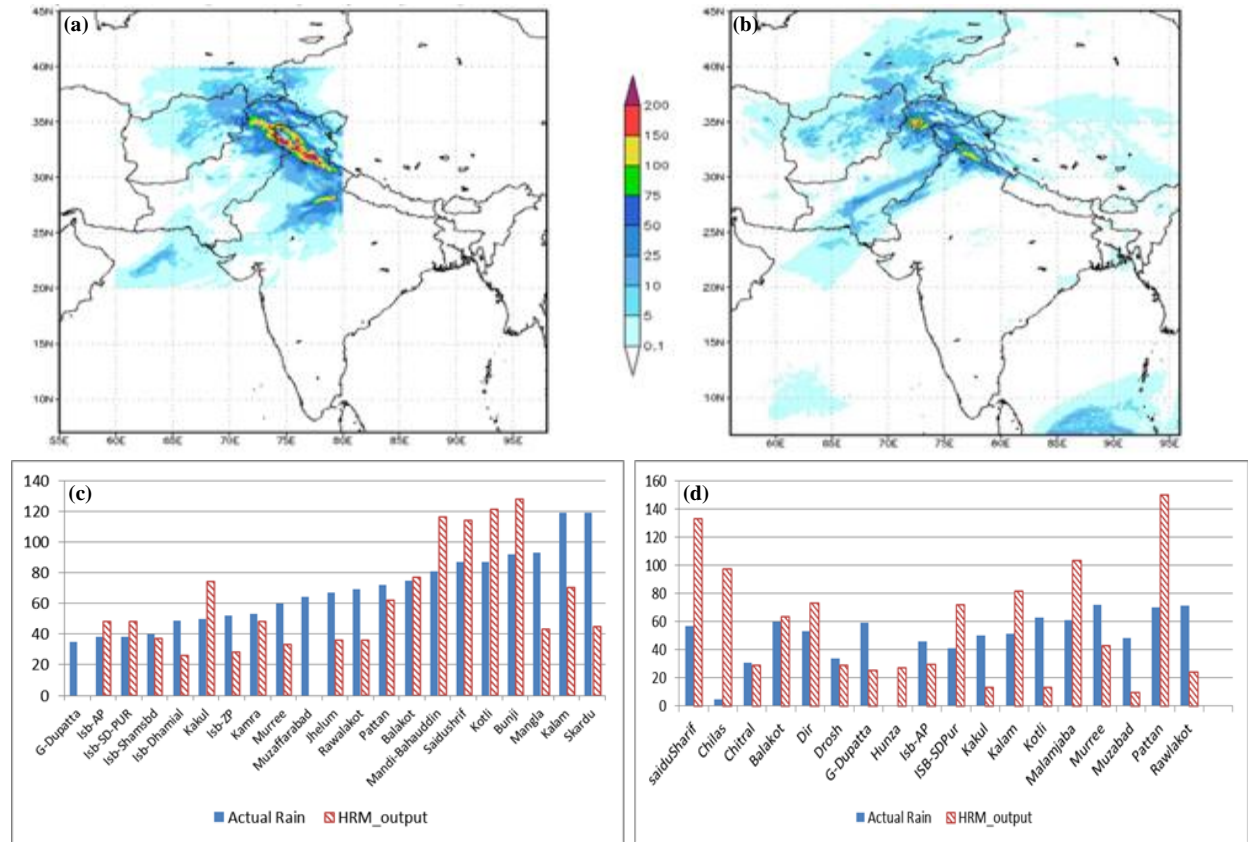 (a)
45N
40N
35N
30N
25N
20N
15N
10N
55E 60E 65E 70E 75E 80E 85E 90E 95E
200
150
100
75
50
25
10
5
0.1
(b)
45N
40N
35N
30N
25N
20N
15N
10N
60E 65E 70E 75E 80E 85E 90E 95E
(c)
140
120
100
80
60
40
20
0
G-Dupatta
Isb-AP
Isb-SD-PUR
Isb-Shamsbd
Isb-Dhamial
Kakul
Isb-ZP
Kamra
Murree
Muzaffarabad
Jhelum
Rawalakot
Pattan
Balakot
Mandi-Bahauddin
Saidushrif
Kotli
Bunji
Mangla
Kalam
Skardu
Actual Rain
HRM_output
(d)
160
140
120
100
80
60
40
20
0
saiduSharif
Chilas
Chitral
Balakot
Dir
Drosh
G-Dupatta
Hunza
Isb-AP
ISB-SDPur
Kakul
Kalam
Kotli
Malamjaba
Murree
Muzabad
Pattan
Rawlakot
Actual Rain
HRM_output